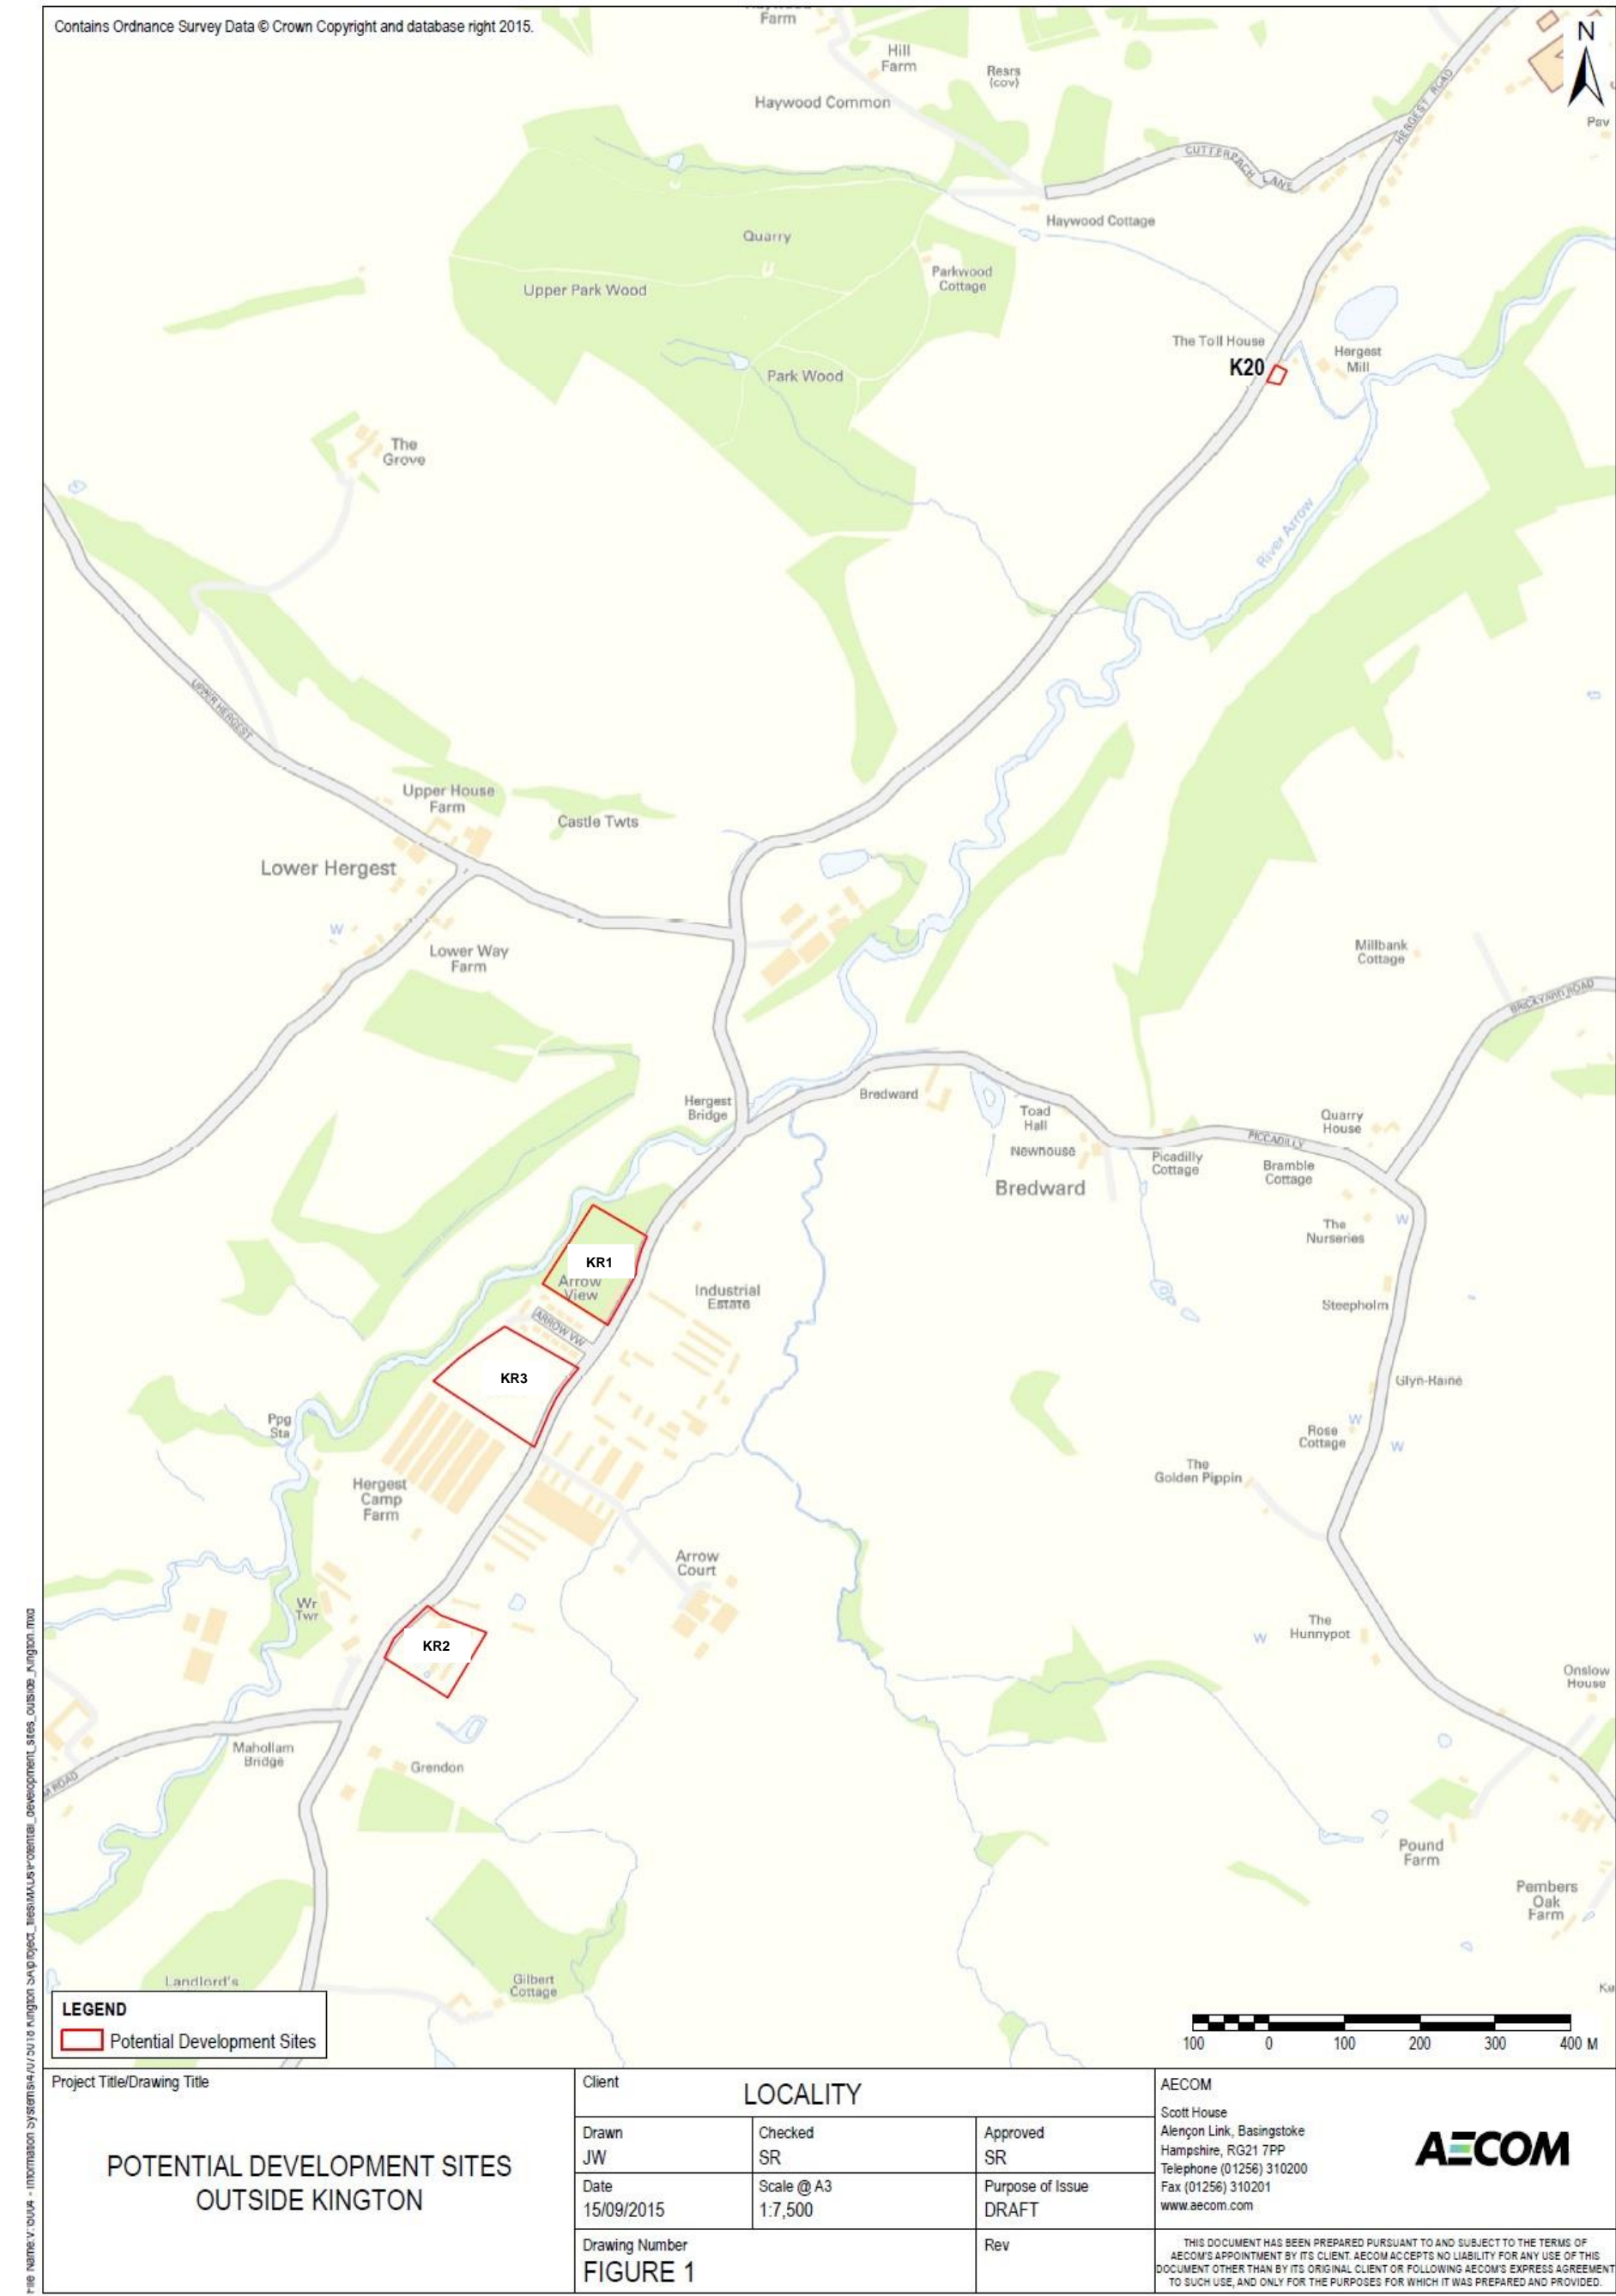 Contains Ordnance Survey Data © Crown Copyright and database right 2015.
Farm
N
Hill
Farm
Resrs
(cov)
Haywood Common
HERGEST ROAD
Pav
CUTTERBACH LANE
Haywood Cottage
Quarry
Parkwood
Cottage
Upper Park Wood
The Toll House
Hergest
Mill
K20
Park Wood
The
Grove
River Arrow
UPPER HERGEST
Upper House
Farm
Castle Twts
Lower Hergest
W
Lower Way
Farm
Millbank
Cottage
BRICKYARD ROAD
Hergest
Bridge
Bredward
Toad
Hall
Quarry
House
PICCADILLY
Newhouse
Picadilly
Cottage
Bramble
Cottage
Bredward
The
Nurseries
W
KR1
Arrow
View
Industrial
Estate
Steepholm
ARROW VW
KR3
Glyn-Raine
Ppg
Sta
W
Rose
Cottage
W
The
Golden Pippin
Hergest
Camp
Farm
Arrow
Court
Wr
Twr
The
Hunnypot
W
KR2
Onslow
House
Mahollam
Bridge
Grendon
M ROAD
Pound
Farm
Pembers
Oak
Farm
Landlord's
Gilbert
Cottage
Ke
LEGEND
Potential Development Sites
100 0 100 200 300 400 M
Project Title/Drawing Title
POTENTIAL DEVELOPMENT SITES
OUTSIDE KINGTON
Client
LOCALITY
Drawn
JW
Checked
SR
Approved
SR
Date
15/09/2015
Scale @ A3
1:7,500
Purpose of Issue
DRAFT
Drawing Number
FIGURE 1
Rev
AECOM
Scott House
Alençon Link, Basingstoke
Hampshire, RG21 7PP
Telephone (01256) 310200
Fax (01256) 310201
www.aecom.com
AECOM
THIS DOCUMENT HAS BEEN PREPARED PURSUANT TO AND SUBJECT TO THE TERMS OF
AECOM'S APPOINTMENT BY ITS CLIENT. AECOM ACCEPTS NO LIABILITY FOR ANY USE OF THIS
DOCUMENT OTHER THAN BY ITS ORIGINAL CLIENT OR FOLLOWING AECOM'S EXPRESS AGREEMENT
TO SUCH USE, AND ONLY FOR THE PURPOSES FOR WHICH IT WAS PREPARED AND PROVIDED.